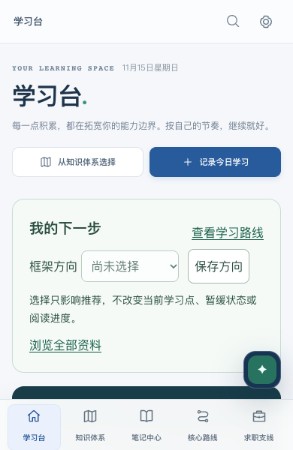 学习台
YOUR LEARNING SPACE 11月15日星期日
学习台.
每一点积累，都在拓宽你的能力边界。按自己的节奏，继续就好。
从知识体系选择
记录今日学习
我的下一步
查看学习路线
框架方向 尚未选择 保存方向
选择只影响推荐，不改变当前学习点、暂缓状态或
阅读进度。
浏览全部资料
学习台 知识体系 笔记中心 核心路线 求职支线